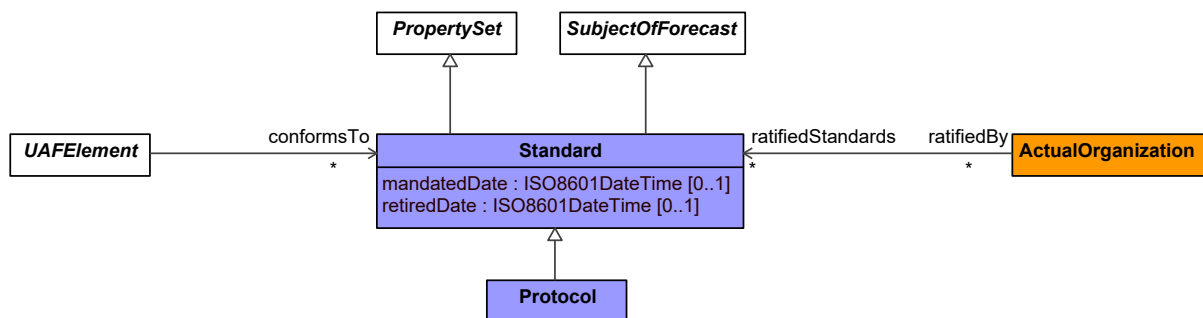 PropertySet
SubjectOfForecast
UAFElement
conformsTo
*
Standard
mandatedDate : ISO8601DateTime [0..1]
retiredDate : ISO8601DateTime [0..1]
ratifiedStandards
*
ratifiedBy
*
ActualOrganization
Protocol